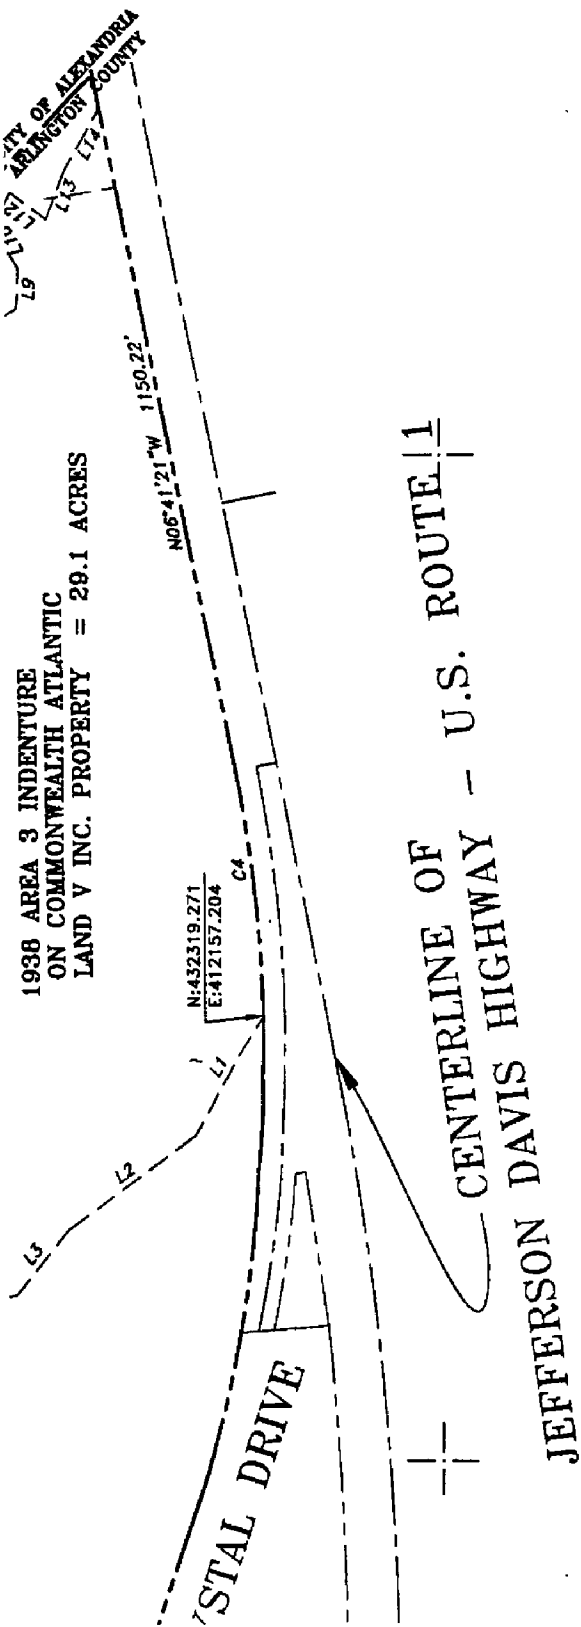 ITY OF ALEXANDRIA
ARLINGTON COUNTY
L14
L13
L9
N06°41'21"W 1150.22'
1938 AREA 3 INDENTURE
ON COMMONWEALTH ATLANTIC
LAND V INC. PROPERTY = 29.1 ACRES
C4
N:432319.271
E:412157.204
L1
L2
L3
CENTERLINE OF
JEFFERSON DAVIS HIGHWAY - U.S. ROUTE 1
STAL DRIVE